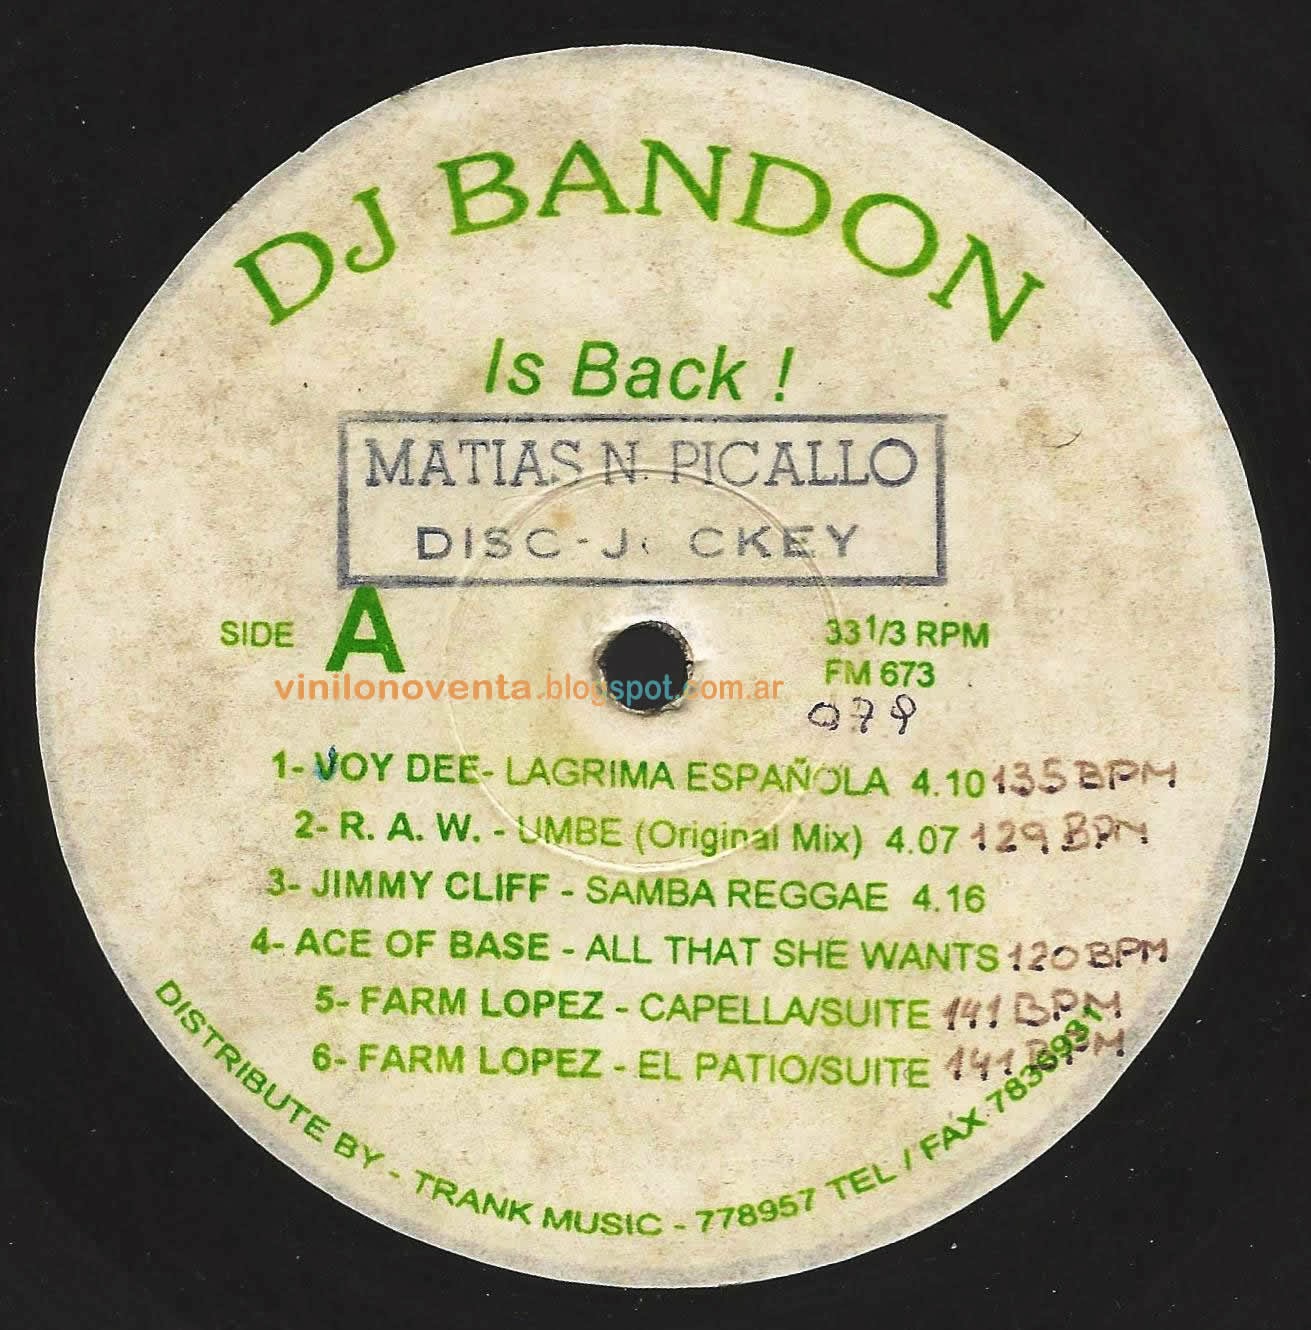 DJ BANDON
Is Back !
MATIAS N. PICALLO
DISC-JOCKEY
SIDE A
33 1/3 RPM
FM 673
079
vinilonoventa.blogspot.com.ar
1- VOY DEE- LAGRIMA ESPAÑOLA 4.10 135 BPM
2- R. A. W. - UMBE (Original Mix) 4.07 129 BPM
3- JIMMY CLIFF - SAMBA REGGAE 4.16
4- ACE OF BASE - ALL THAT SHE WANTS 120 BPM
5- FARM LOPEZ - CAPELLA/SUITE 141 BPM
6- FARM LOPEZ - EL PATIO/SUITE 141 BPM
DISTRIBUTE BY - TRANK MUSIC - 778957 TEL / FAX